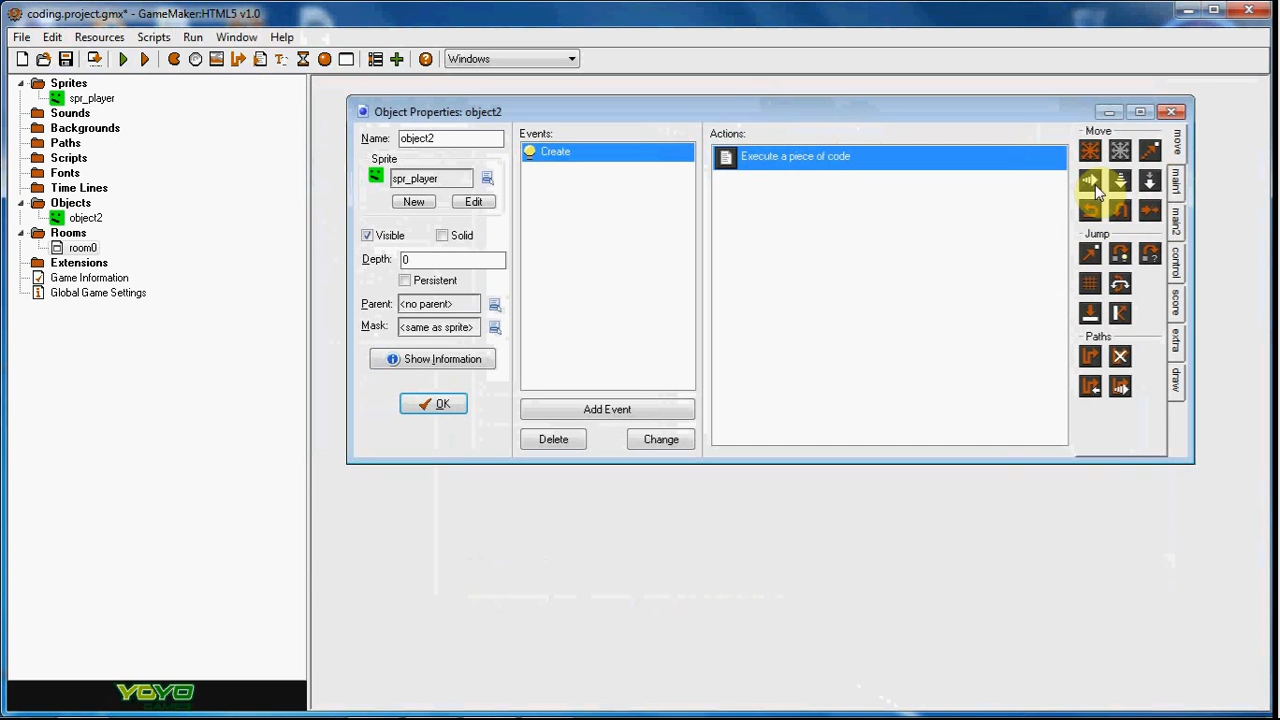 coding.project.gmx* - GameMaker:HTML5 v1.0
File Edit Resources Scripts Run Window Help
Windows
Sprites
spr_player
Sounds
Backgrounds
Paths
Scripts
Fonts
Time Lines
Objects
object2
Rooms
room0
Extensions
Game Information
Global Game Settings
YOYO
GAMES
Object Properties: object2
Name: object2
Sprite
spr_player
New Edit
Visible Solid
Depth: 0
Persistent
Parent: <no parent>
Mask: <same as sprite>
Show Information
OK
Events:
Create
Add Event
Delete Change
Actions:
Execute a piece of code
Move
Jump
Paths
move
main1
main2
control
score
extra
draw